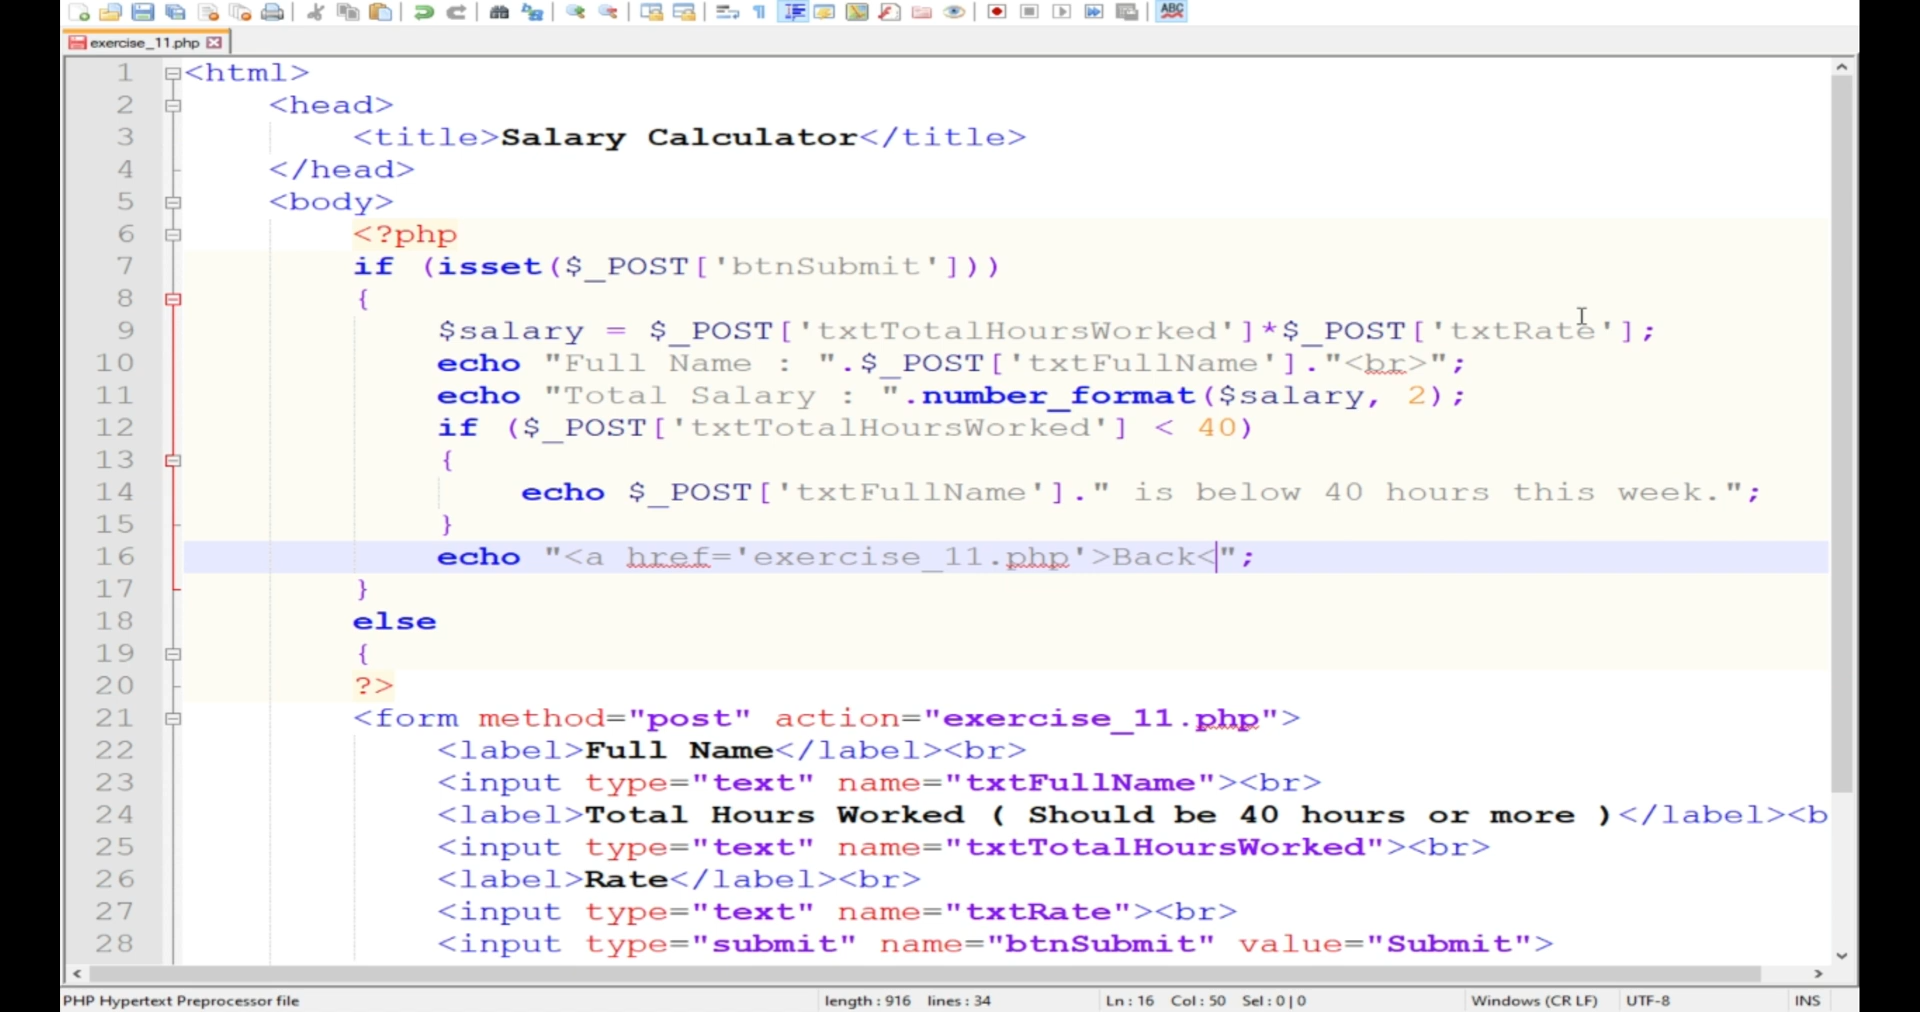 ABC
exercise_11.php
1 <html>
2 <head>
3 <title>Salary Calculator</title>
4 </head>
5 <body>
6 <?php
7 if (isset($_POST['btnSubmit']))
8 {
9 $salary = $_POST['txtTotalHoursWorked']*$_POST['txtRate'];
10 echo "Full Name : ".$_POST['txtFullName']."<br>";
11 echo "Total Salary : ".number_format($salary, 2);
12 if ($_POST['txtTotalHoursWorked'] < 40)
13 {
14 echo $_POST['txtFullName']." is below 40 hours this week.";
15 }
16 echo "<a href='exercise_11.php'>Back<";
17 }
18 else
19 {
20 ?>
21 <form method="post" action="exercise_11.php">
22 <label>Full Name</label><br>
23 <input type="text" name="txtFullName"><br>
24 <label>Total Hours Worked ( Should be 40 hours or more )</label><b
25 <input type="text" name="txtTotalHoursWorked"><br>
26 <label>Rate</label><br>
27 <input type="text" name="txtRate"><br>
28 <input type="submit" name="btnSubmit" value="Submit">
PHP Hypertext Preprocessor file length : 916 lines : 34 Ln : 16 Col : 50 Sel : 0 | 0 Windows (CR LF) UTF-8 INS